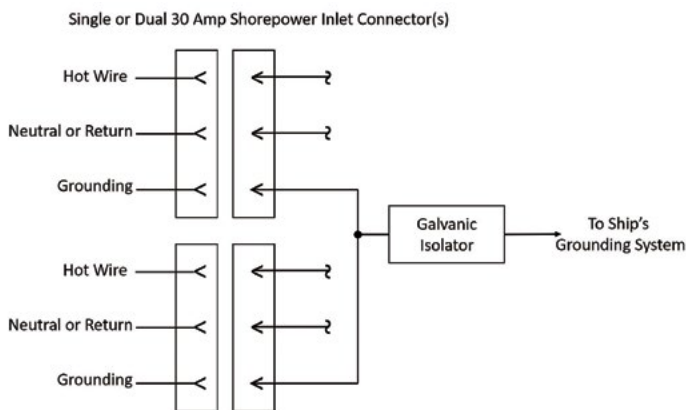 Single or Dual 30 Amp Shorepower Inlet Connector(s)
Hot Wire
Neutral or Return
Grounding
Galvanic
Isolator
To Ship's
Grounding System
Hot Wire
Neutral or Return
Grounding